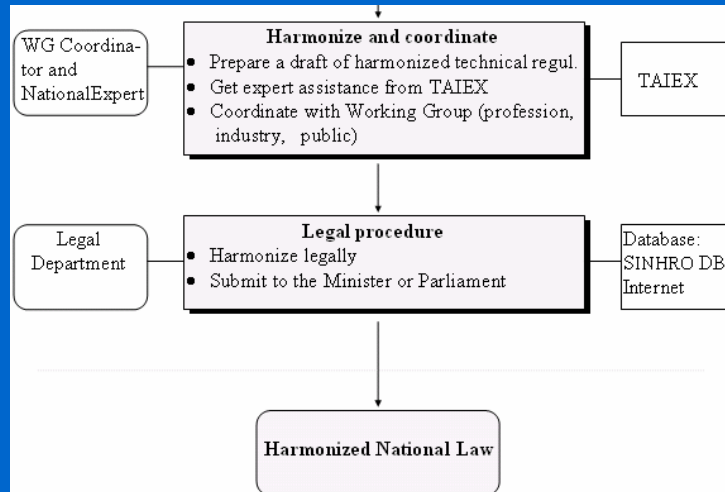 WG Coordina-
tor and
NationalExpert
Harmonize and coordinate
• Prepare a draft of harmonized technical regul.
• Get expert assistance from TAIEX
• Coordinate with Working Group (profession,
industry, public)
TAIEX
Legal
Department
Legal procedure
• Harmonize legally
• Submit to the Minister or Parliament
Database:
SINHRO DB
Internet
Harmonized National Law